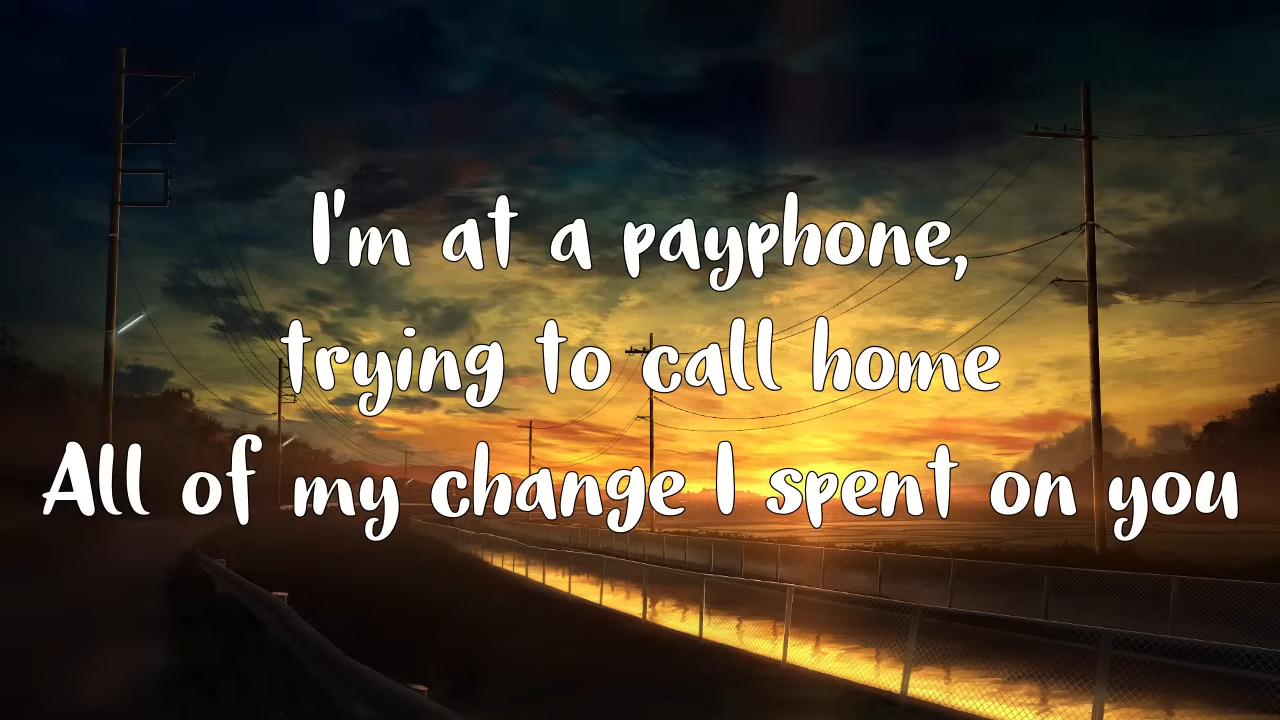 I'm at a payphone,
trying to call home
All of my change I spent on you